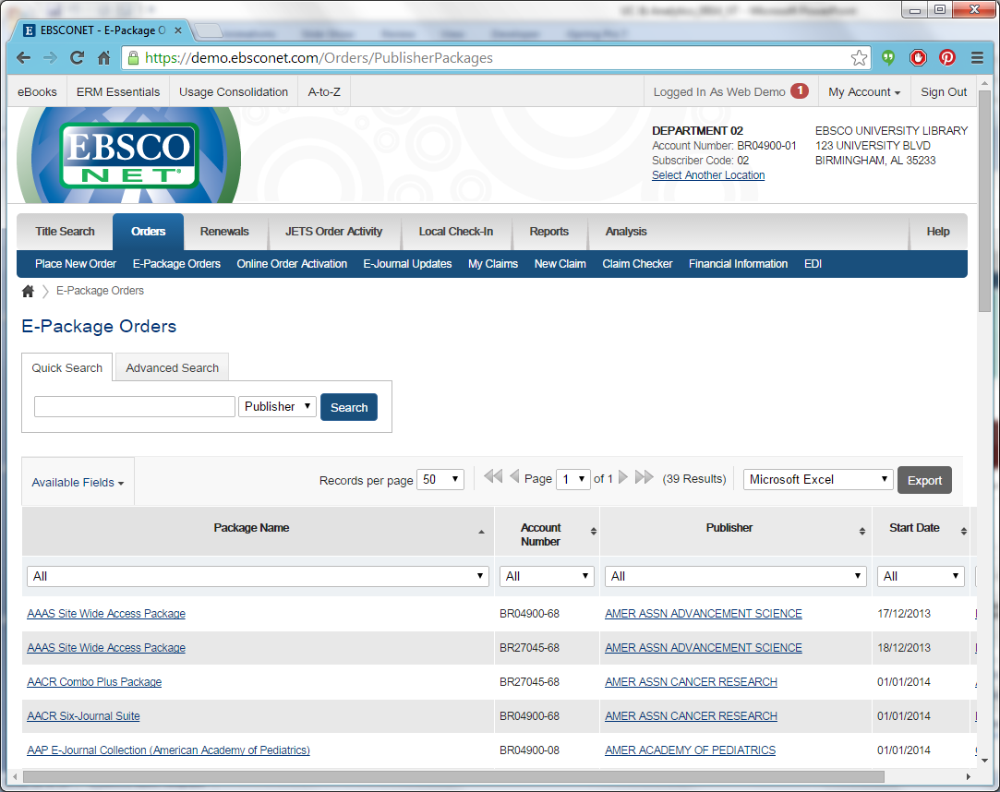 EBSCONET - E-Package O
https://demo.ebsconet.com/Orders/PublisherPackages
eBooks ERM Essentials Usage Consolidation A-to-Z Logged In As Web Demo 1 My Account Sign Out
EBSCO
NET®
DEPARTMENT 02
Account Number: BR04900-01
Subscriber Code: 02
Select Another Location
EBSCO UNIVERSITY LIBRARY
123 UNIVERSITY BLVD
BIRMINGHAM, AL 35233
Title Search Orders Renewals JETS Order Activity Local Check-In Reports Analysis Help
Place New Order E-Package Orders Online Order Activation E-Journal Updates My Claims New Claim Claim Checker Financial Information EDI
E-Package Orders
E-Package Orders
Quick Search Advanced Search
Publisher Search
Available Fields Records per page 50 Page 1 of 1 (39 Results) Microsoft Excel Export
Package Name Account Number Publisher Start Date
All All All All
AAAS Site Wide Access Package BR04900-68 AMER ASSN ADVANCEMENT SCIENCE 17/12/2013
AAAS Site Wide Access Package BR27045-68 AMER ASSN ADVANCEMENT SCIENCE 18/12/2013
AACR Combo Plus Package BR27045-68 AMER ASSN CANCER RESEARCH 01/01/2014
AACR Six-Journal Suite BR04900-68 AMER ASSN CANCER RESEARCH 01/01/2014
AAP E-Journal Collection (American Academy of Pediatrics) BR04900-08 AMER ACADEMY OF PEDIATRICS 01/01/2014